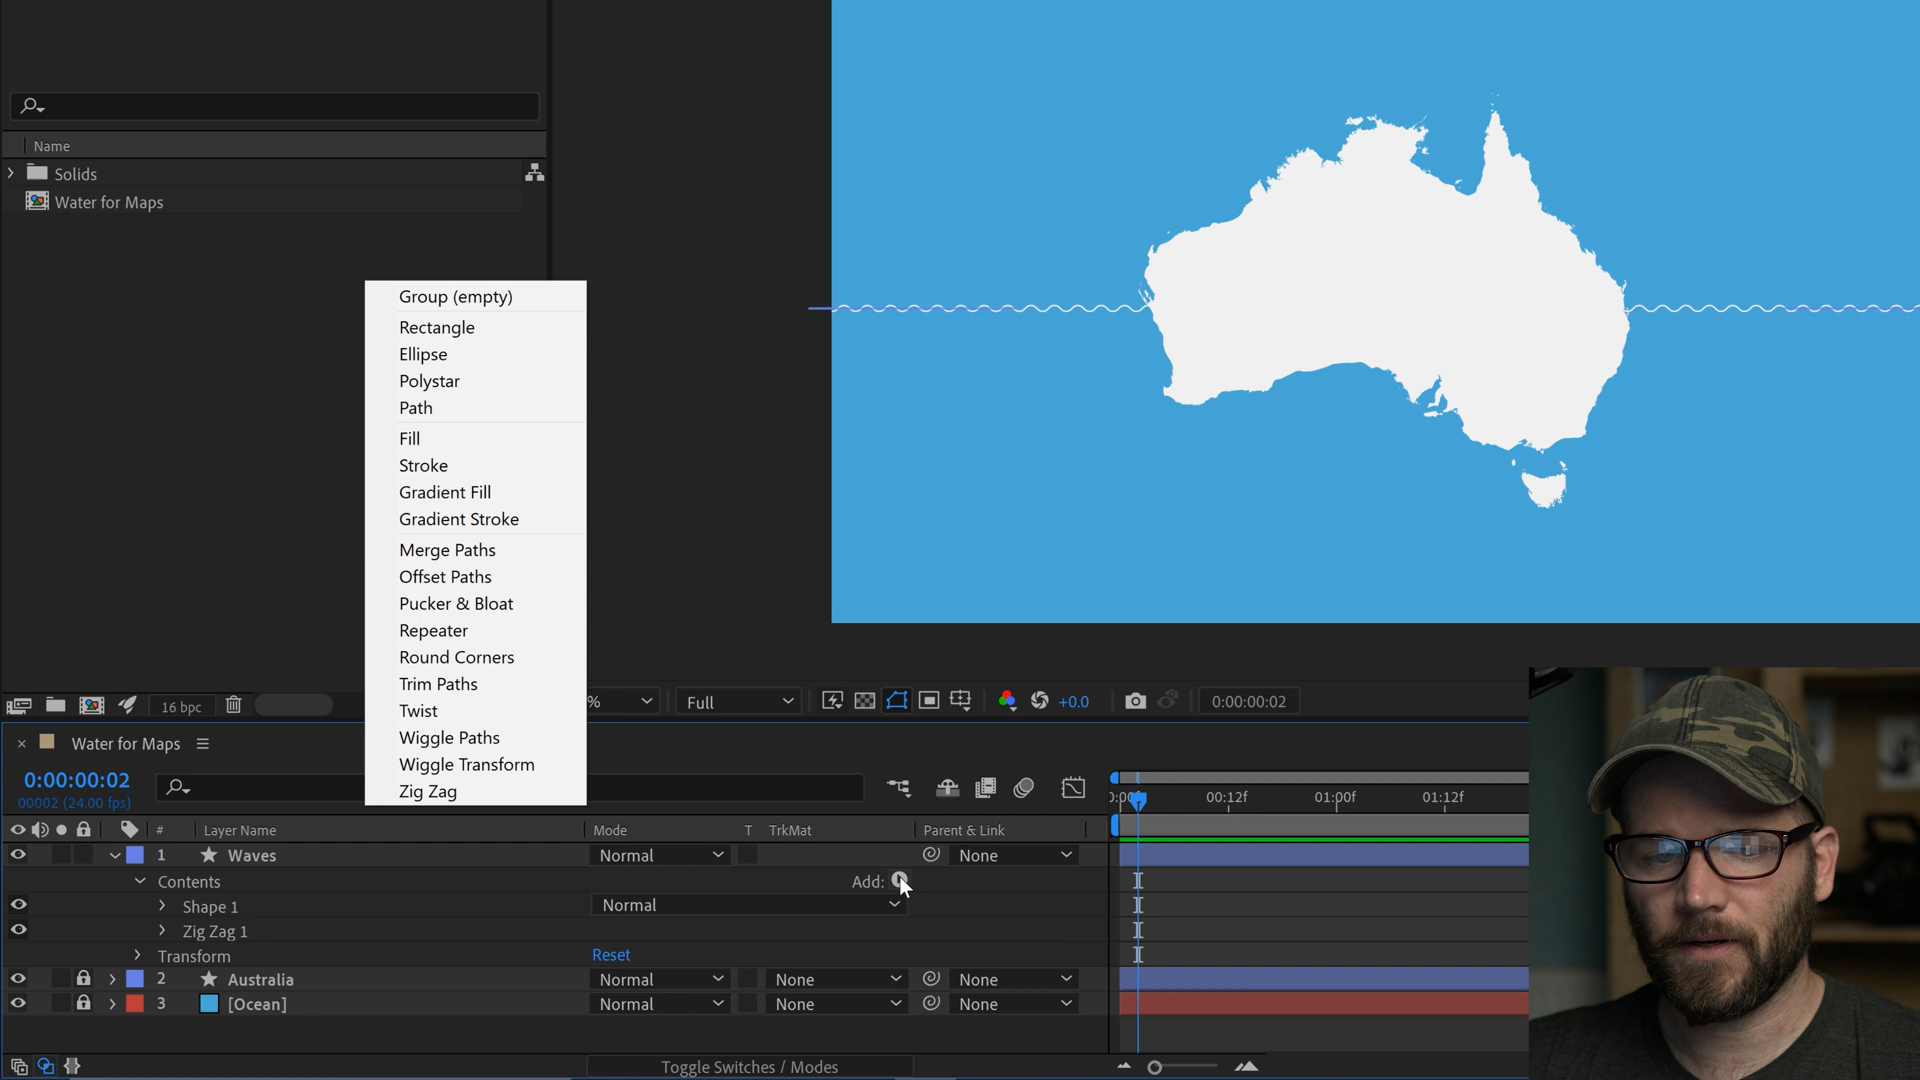 Name
Solids
Water for Maps
Group (empty)
Rectangle
Ellipse
Polystar
Path
Fill
Stroke
Gradient Fill
Gradient Stroke
Merge Paths
Offset Paths
Pucker & Bloat
Repeater
Round Corners
Trim Paths
Twist
Wiggle Paths
Wiggle Transform
Zig Zag
16 bpc
%
Full
+0.0
0:00:00:02
Water for Maps
0:00:00:02
00002 (24.00 fps)
00:12f 01:00f 01:12f
# Layer Name Mode T TrkMat Parent & Link
1 Waves Normal None
Contents Add:
Shape 1 Normal
Zig Zag 1
Transform Reset
2 Australia Normal None None
3 [Ocean] Normal None None
Toggle Switches / Modes